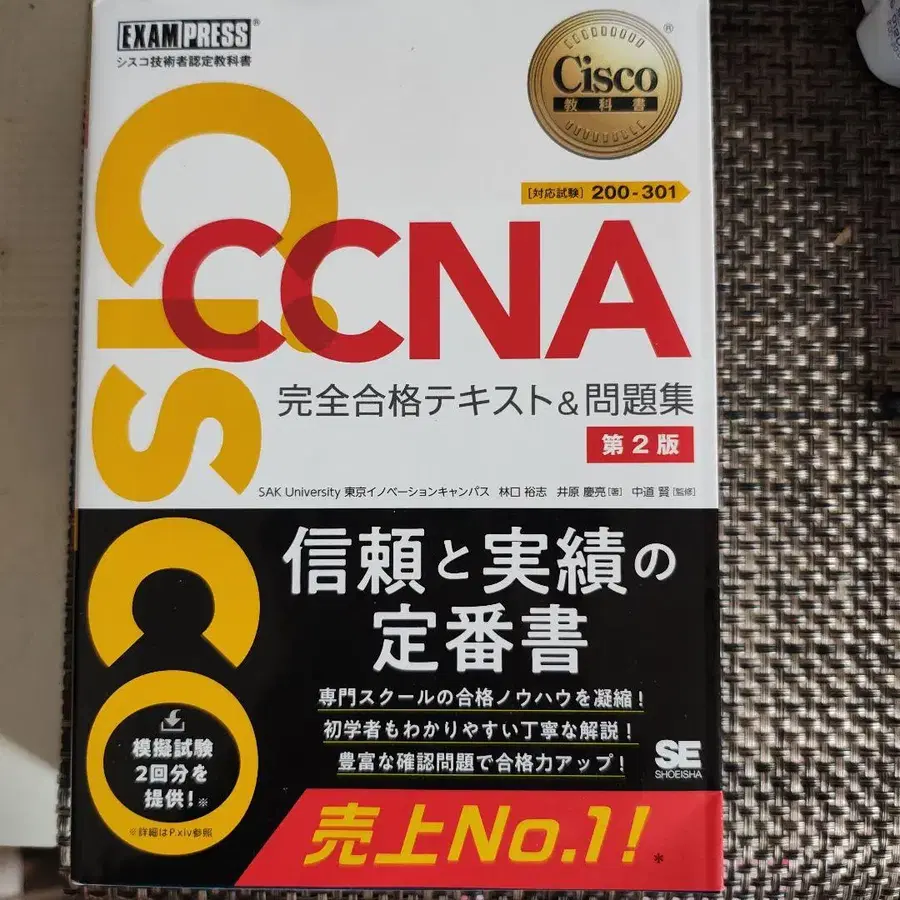 EXAMPRESS®
シスコ技術者認定教科書
Cisco
教科書
®
[対応試験] 200-301
Cisco
CCNA
完全合格テキスト&問題集
第2版
SAK University 東京イノベーションキャンパス 林口 裕志 井原 慶亮[著] 中道 賢[監修]
信頼と実績の
定番書
専門スクールの合格ノウハウを凝縮!
初学者もわかりやすい丁寧な解説!
豊富な確認問題で合格力アップ!
SE
SHOEISHA
模擬試験
2回分を
提供!※
※詳細はP.xiv参照
売上No.1!*